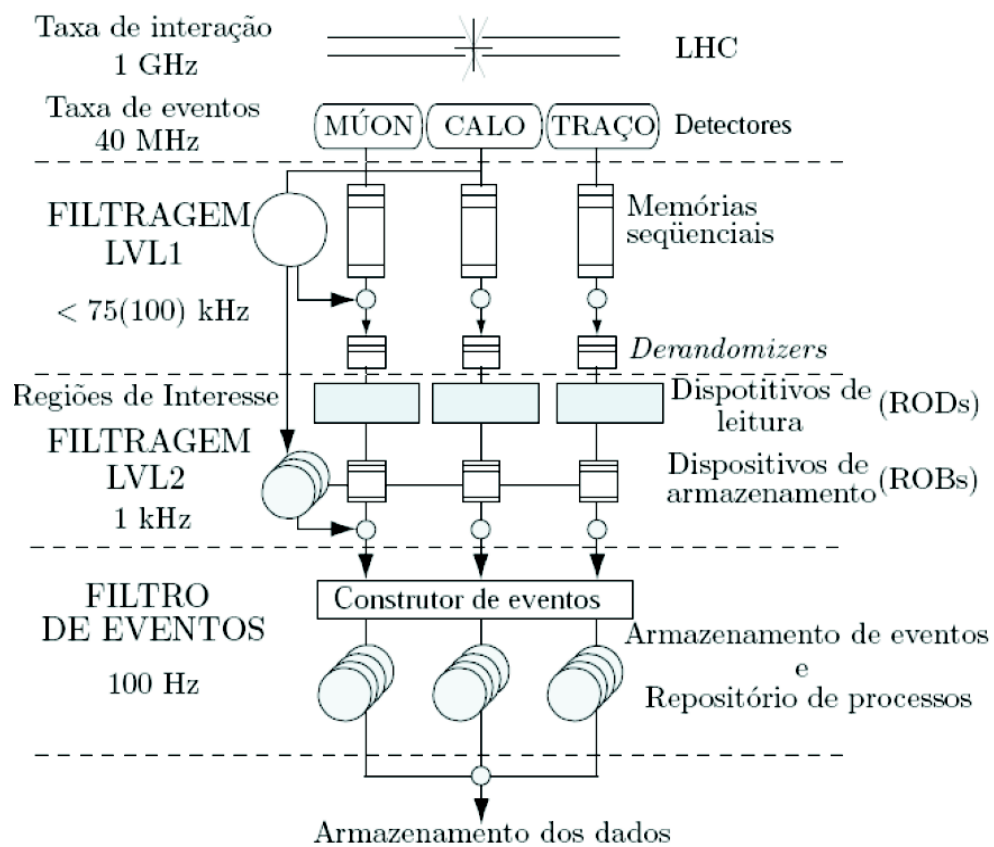 Taxa de interação
1 GHz
LHC
Taxa de eventos
40 MHz
MÚON
CALO
TRAÇO
Detectores
FILTRAGEM
LVL1
< 75(100) kHz
Memórias
seqüenciais
Derandomizers
Regiões de Interesse
Dispotitivos de
leitura
(RODs)
FILTRAGEM
LVL2
1 kHz
Dispositivos de
armazenamento
(ROBs)
FILTRO
DE EVENTOS
100 Hz
Construtor de eventos
Armazenamento de eventos
e
Repositório de processos
Armazenamento dos dados